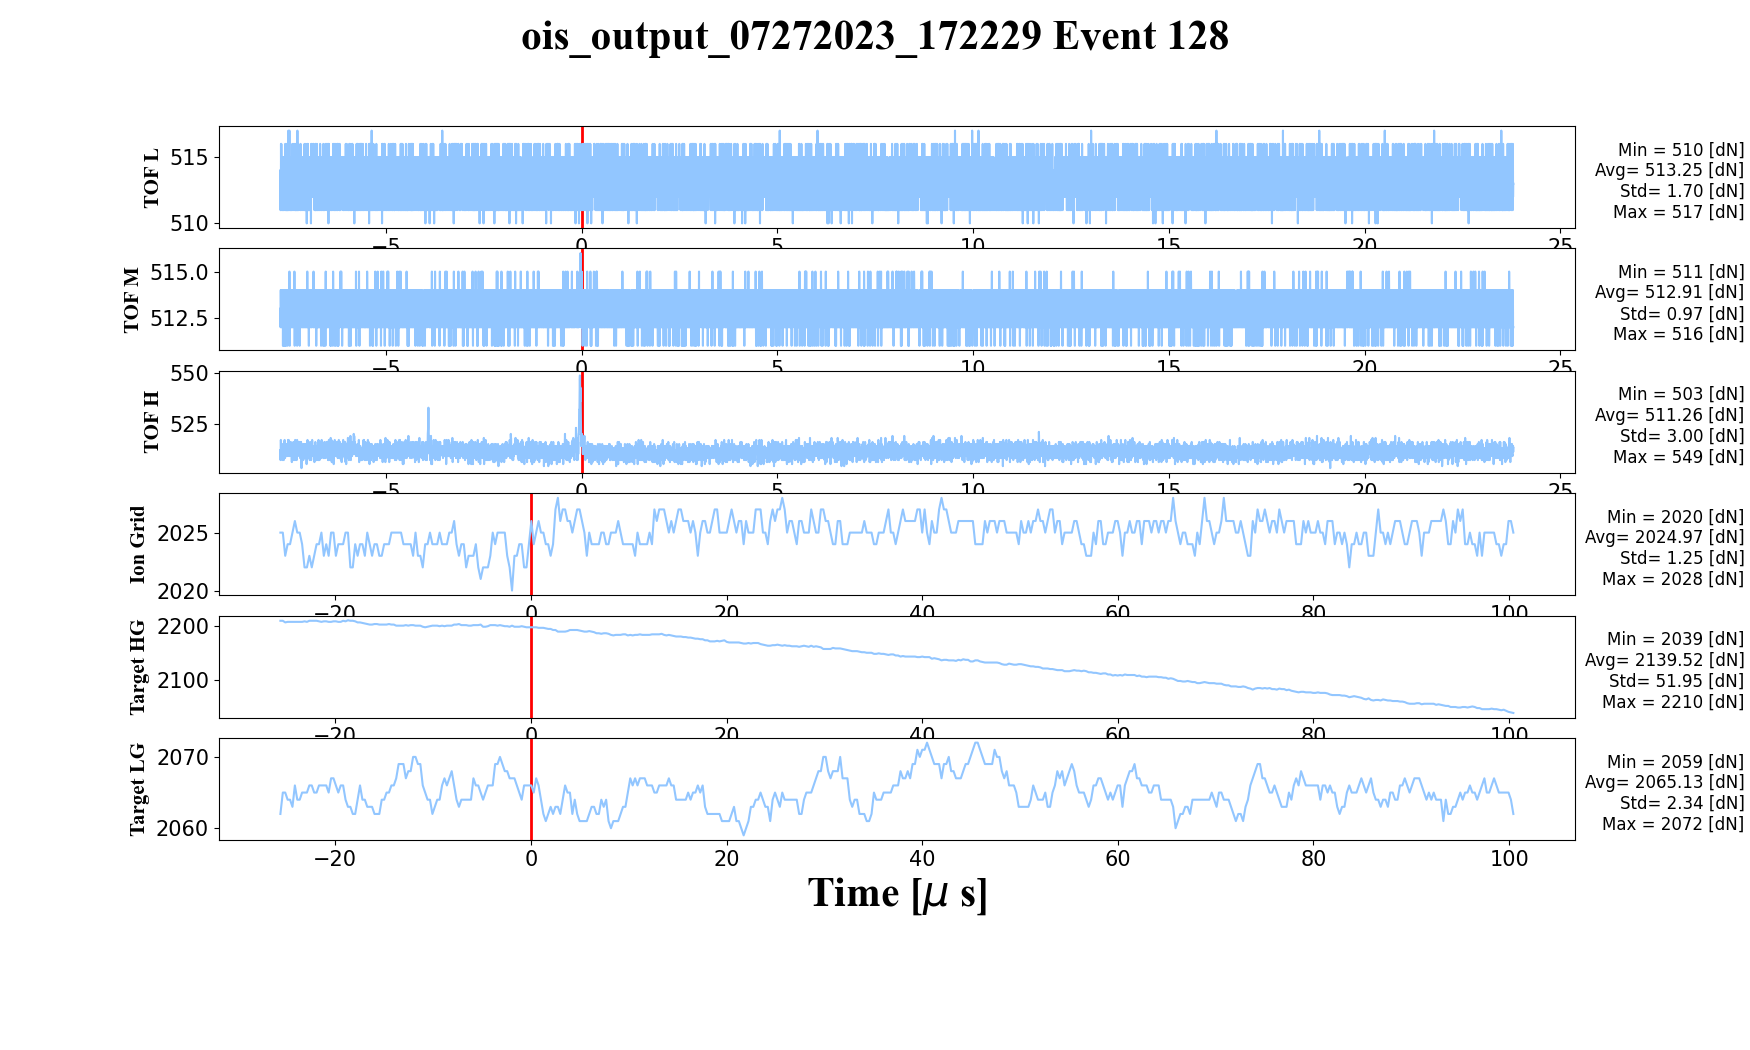 ois_output_07272023_172229 Event 128
TOF L
515
510
−5
0
5
10
15
20
25
Min = 510 [dN]
Avg= 513.25 [dN]
Std= 1.70 [dN]
Max = 517 [dN]
TOF M
515.0
512.5
−5
0
5
10
15
20
25
Min = 511 [dN]
Avg= 512.91 [dN]
Std= 0.97 [dN]
Max = 516 [dN]
TOF H
550
525
−5
0
5
10
15
20
25
Min = 503 [dN]
Avg= 511.26 [dN]
Std= 3.00 [dN]
Max = 549 [dN]
Ion Grid
2025
2020
−20
0
20
40
60
80
100
Min = 2020 [dN]
Avg= 2024.97 [dN]
Std= 1.25 [dN]
Max = 2028 [dN]
Target HG
2200
2100
−20
0
20
40
60
80
100
Min = 2039 [dN]
Avg= 2139.52 [dN]
Std= 51.95 [dN]
Max = 2210 [dN]
Target LG
2070
2060
−20
0
20
40
60
80
100
Min = 2059 [dN]
Avg= 2065.13 [dN]
Std= 2.34 [dN]
Max = 2072 [dN]
Time [μ s]